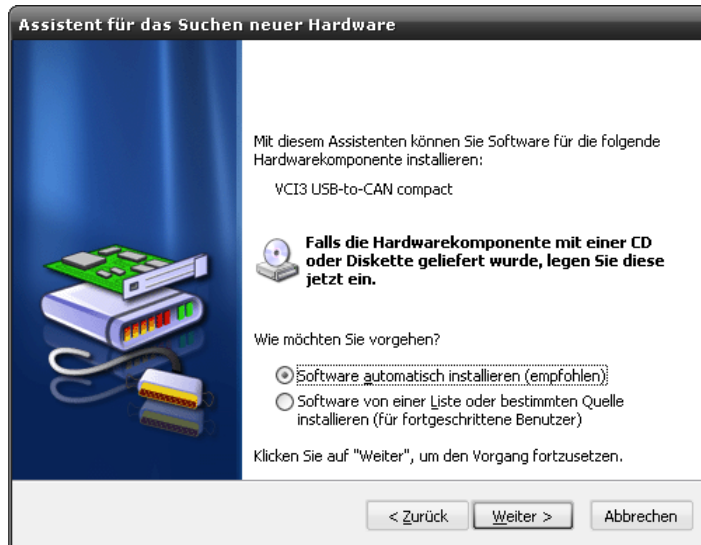 Assistent für das Suchen neuer Hardware
Mit diesem Assistenten können Sie Software für die folgende
Hardwarekomponente installieren:
VCI3 USB-to-CAN compact
Falls die Hardwarekomponente mit einer CD
oder Diskette geliefert wurde, legen Sie diese
jetzt ein.
Wie möchten Sie vorgehen?
Software automatisch installieren (empfohlen)
Software von einer Liste oder bestimmten Quelle
installieren (für fortgeschrittene Benutzer)
Klicken Sie auf "Weiter", um den Vorgang fortzusetzen.
< Zurück Weiter > Abbrechen